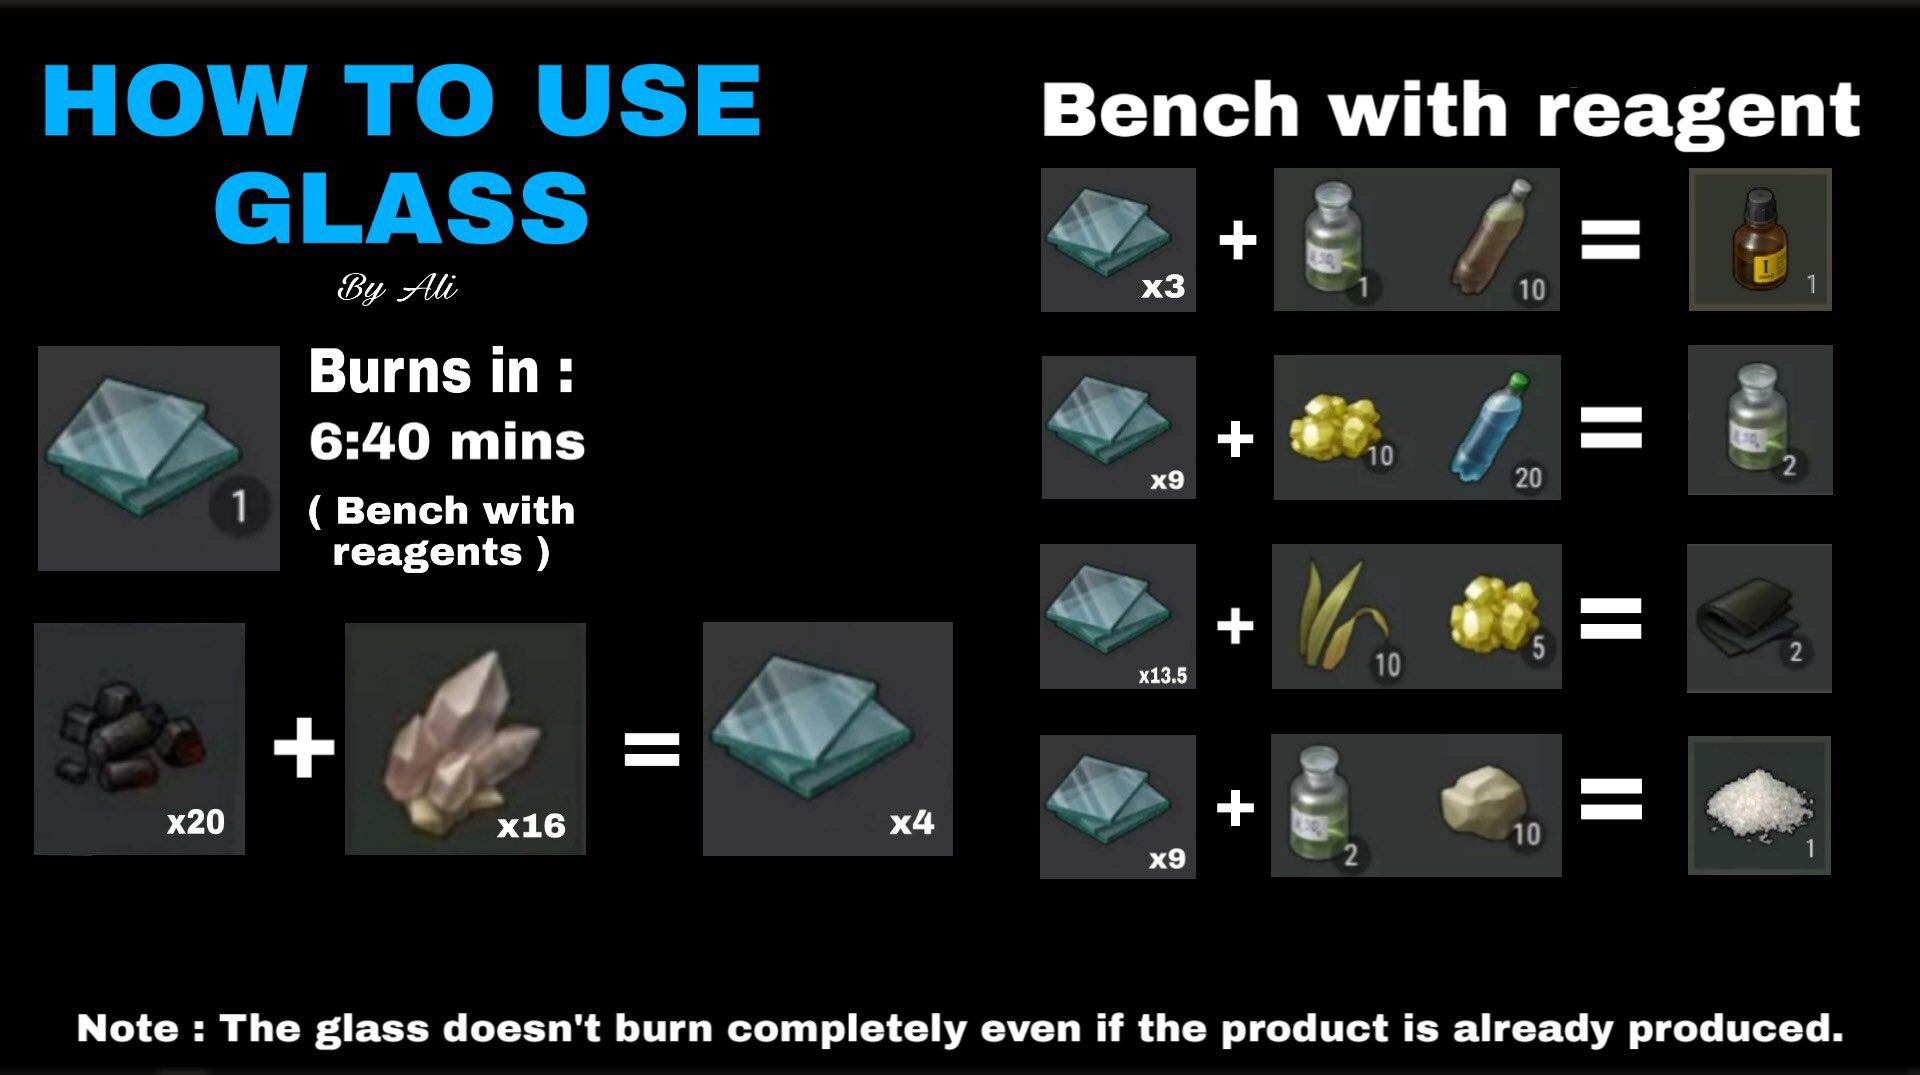 HOW TO USE
GLASS
By Ali
1
Burns in :
6:40 mins
( Bench with
reagents )
x20
+
x16
=
x4
Bench with reagent
x3 + 1 10 = 1
x9 + 10 20 = 2
x13.5 + 10 5 = 2
x9 + 2 10 = 1
Note : The glass doesn't burn completely even if the product is already produced.